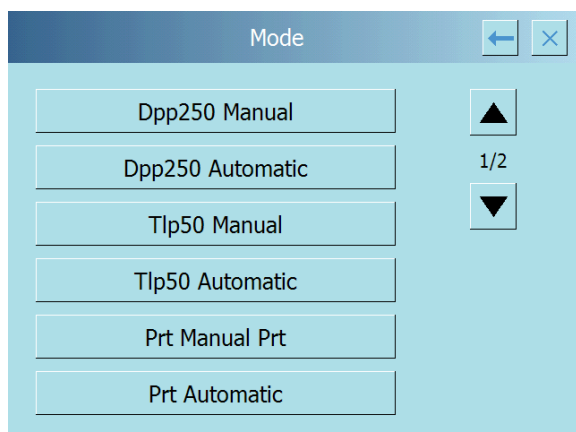 Mode
Dpp250 Manual
Dpp250 Automatic
1/2
Tlp50 Manual
Tlp50 Automatic
Prt Manual Prt
Prt Automatic